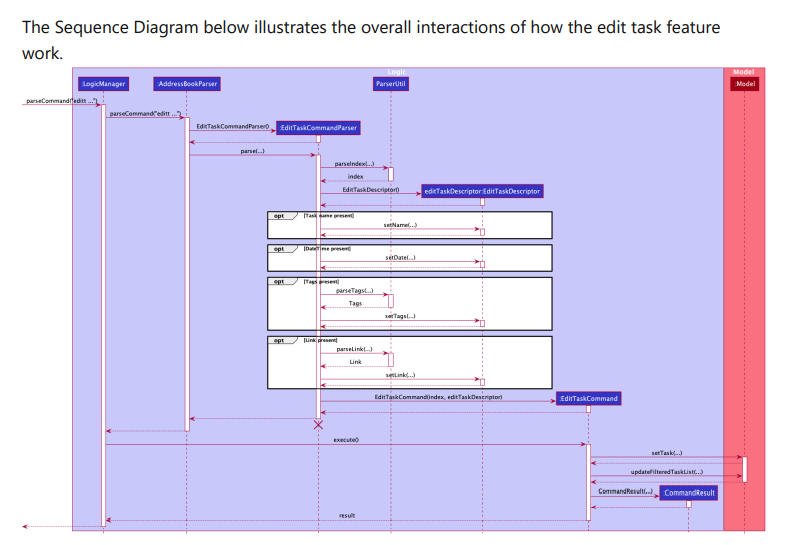 The Sequence Diagram below illustrates the overall interactions of how the edit task feature
work.
Logic
Model
:LogicManager
:AddressBookParser
ParserUtil
:Model
parseCommand("editt ...")
parseCommand("editt ...")
EditTaskCommandParser()
:EditTaskCommandParser
parse(...)
parseIndex(...)
index
EditTaskDescriptor()
editTaskDescriptor:EditTaskDescriptor
opt
[Task name present]
setName(...)
opt
[DateTime present]
setDate(...)
opt
[Tags present]
parseTags(...)
Tags
setTags(...)
opt
[Link present]
parseLink(...)
Link
setLink(...)
EditTaskCommand(index, editTaskDescriptor)
:EditTaskCommand
execute()
setTask(...)
updateFilteredTaskList(...)
CommandResult(...)
:CommandResult
result